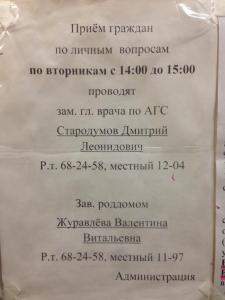 Приём граждан
по личным вопросам
по вторникам с 14:00 до 15:00
проводят
зам. гл. врача по АГС
Стародумов Дмитрий
Леонидович
Р.т. 68-24-58, местный 12-04
Зав. роддомом
Журавлёва Валентина
Витальевна
Р.т. 68-24-58, местный 11-97
Администрация